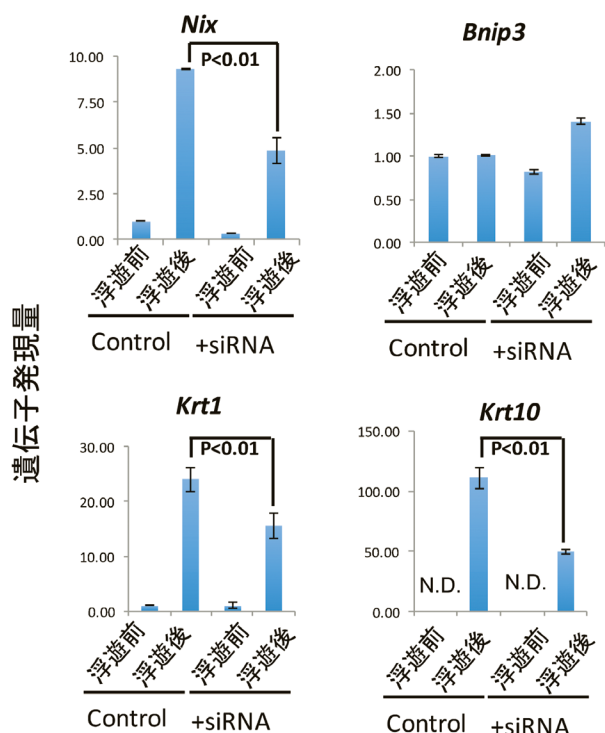 遺伝子発現量
Nix
P<0.01
10.00
7.50
5.00
2.50
0.00
浮遊前
浮遊後
浮遊前
浮遊後
Control
+siRNA
Bnip3
2.00
1.50
1.00
0.50
0.00
浮遊前
浮遊後
浮遊前
浮遊後
Control
+siRNA
Krt1
P<0.01
30.00
20.00
10.00
0.00
浮遊前
浮遊後
浮遊前
浮遊後
Control
+siRNA
Krt10
P<0.01
150.00
100.00
50.00
0.00
N.D.
N.D.
浮遊前
浮遊後
浮遊前
浮遊後
Control
+siRNA